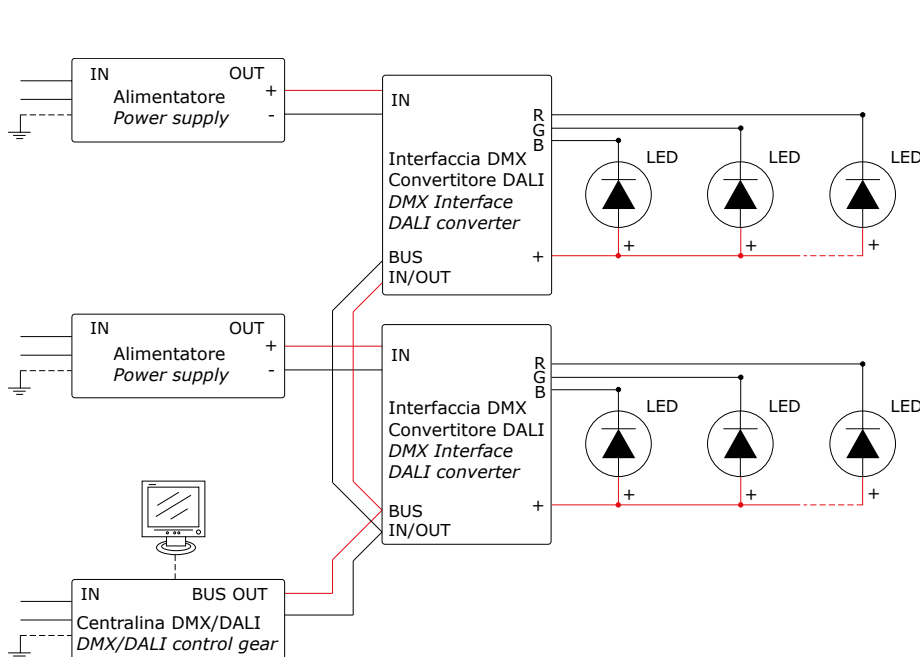 IN OUT
Alimentatore
Power supply
+
-
IN
Interfaccia DMX
Convertitore DALI
DMX Interface
DALI converter
BUS
IN/OUT
R
G
B
+
LED
LED
LED
+
+
+
IN OUT
Alimentatore
Power supply
+
-
IN
Interfaccia DMX
Convertitore DALI
DMX Interface
DALI converter
BUS
IN/OUT
R
G
B
+
LED
LED
LED
+
+
+
IN BUS OUT
Centralina DMX/DALI
DMX/DALI control gear